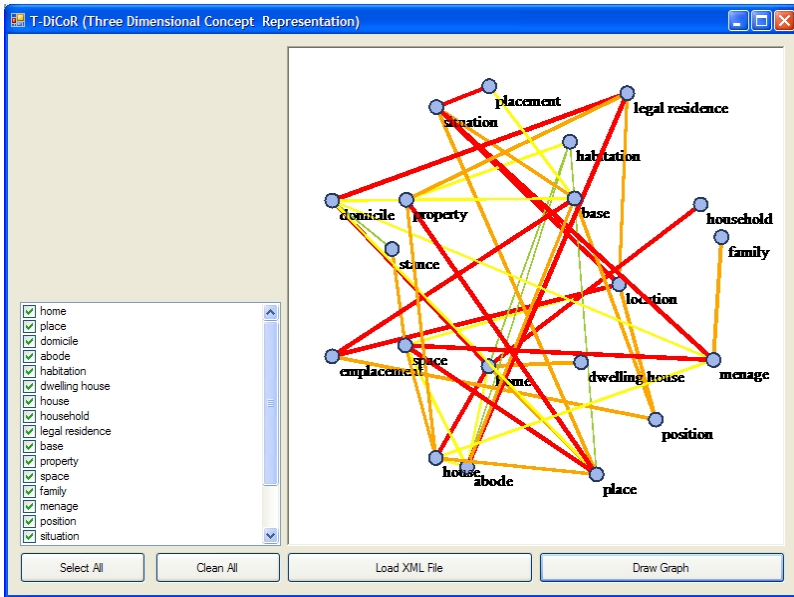 T-DiCoR (Three Dimensional Concept Representation)
placement
legal residence
situation
habitation
domicile
property
base
household
family
stance
location
space
emplacement
home
dwelling house
menage
position
house
abode
place
home
place
domicile
abode
habitation
dwelling house
house
household
legal residence
base
property
space
family
menage
position
situation
Select All
Clean All
Load XML File
Draw Graph